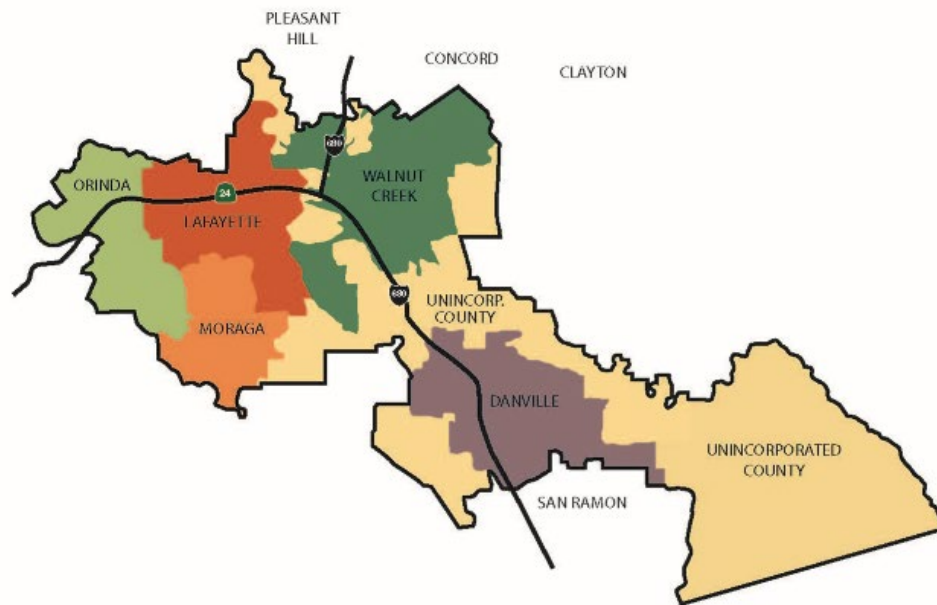 PLEASANT
HILL
CONCORD
CLAYTON
680
ORINDA
WALNUT
CREEK
24
LAFAYETTE
680
UNINCORP.
COUNTY
MORAGA
DANVILLE
UNINCORPORATED
COUNTY
SAN RAMON